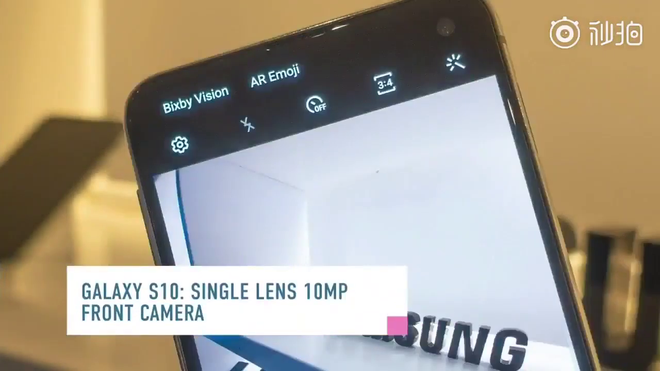 秒拍
Bixby Vision
AR Emoji
OFF
3:4
GALAXY S10: SINGLE LENS 10MP
FRONT CAMERA
SUNG